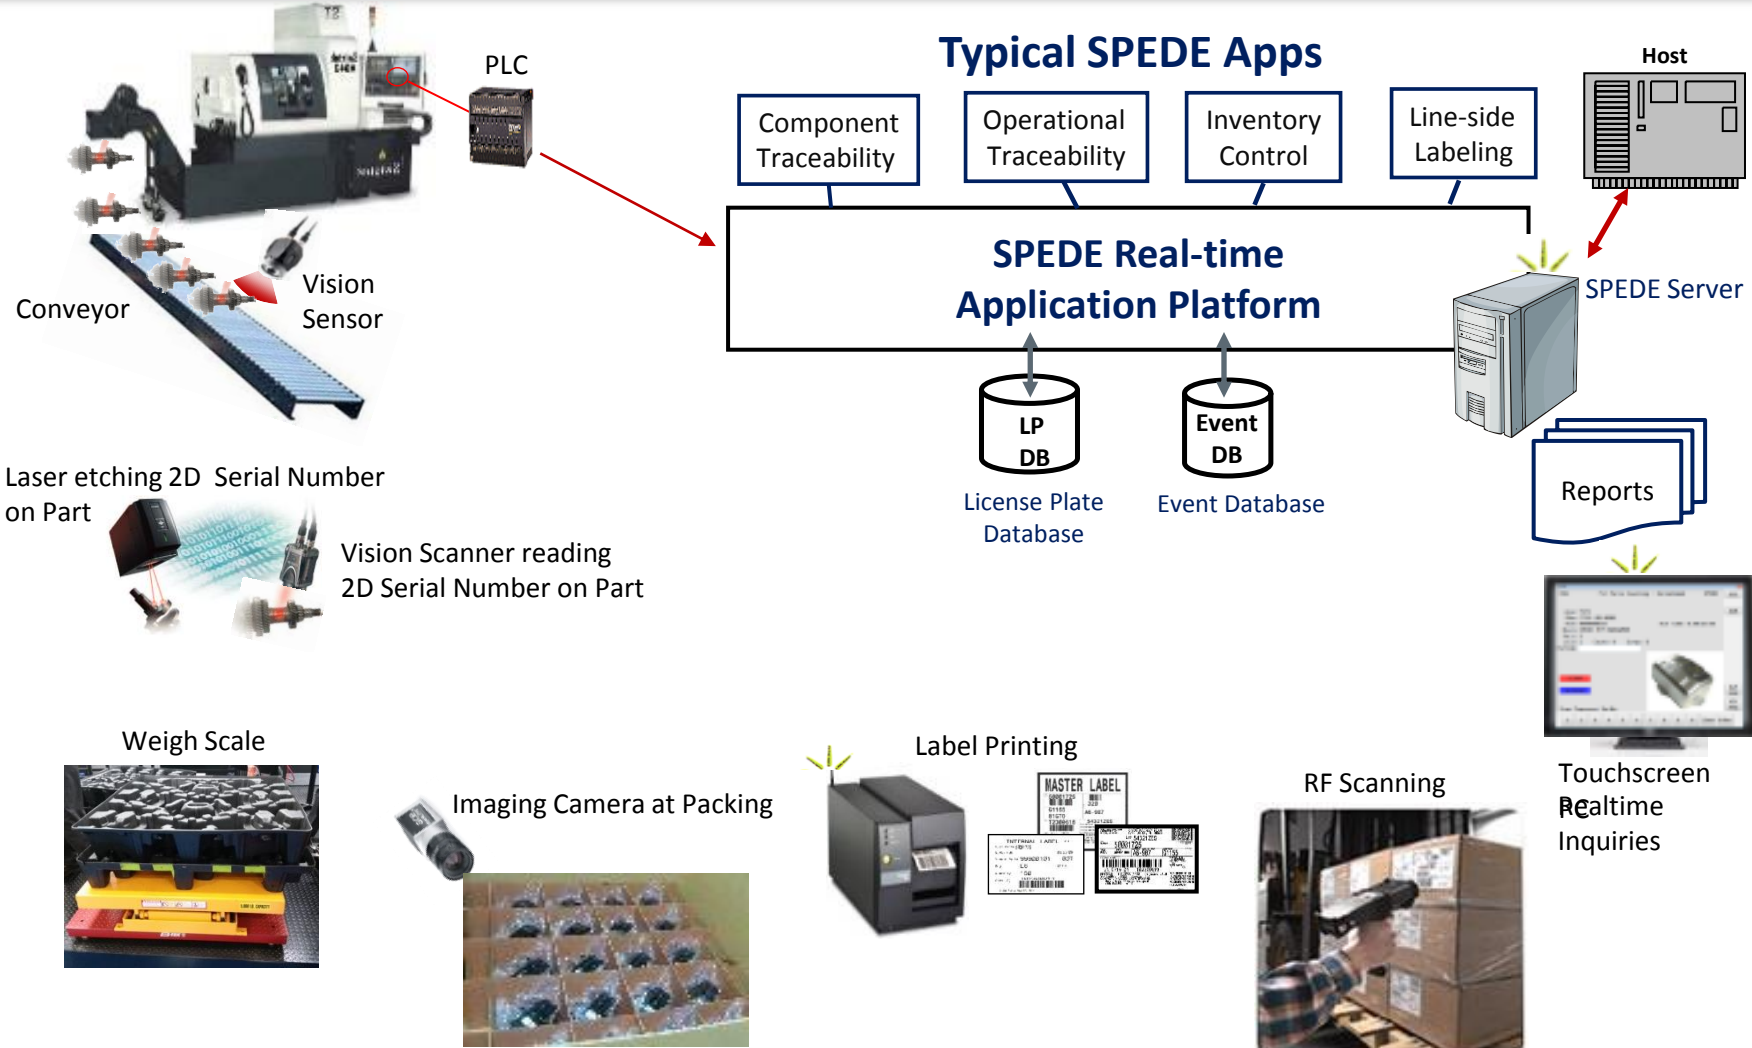 Typical SPEDE Apps
PLC
Host
Component
Traceability
Operational
Traceability
Inventory
Control
Line-side
Labeling
SPEDE Real-time
Application Platform
SPEDE Server
Vision
Sensor
Conveyor
LP
DB
Event
DB
License Plate
Database
Event Database
Reports
Laser etching 2D  Serial Number
on Part
Vision Scanner reading
2D Serial Number on Part
Weigh Scale
Imaging Camera at Packing
Label Printing
MASTER LABEL
INTERNAL LABEL
RF Scanning
Touchscreen
PC
Realtime
Inquiries